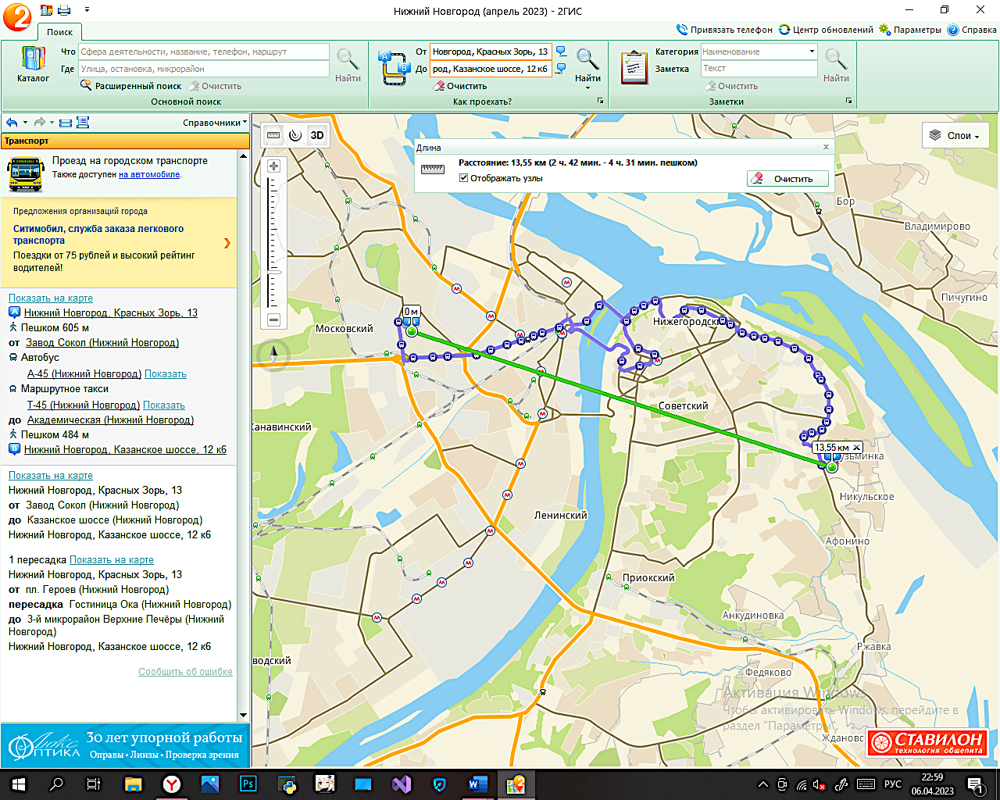 Нижний Новгород (апрель 2023) - 2ГИС
Поиск
Привязать телефон
Центр обновлений
Параметры
Справка
Каталог
Что
Сфера деятельности, название, телефон, маршрут
Где
Улица, остановка, микрорайон
Расширенный поиск
Очистить
Найти
Основной поиск
От
Новгород, Красных Зорь, 13
До
род, Казанское шоссе, 12 к6
Очистить
Найти
Как проехать?
Категория
Наименование
Заметка
Текст
Очистить
Найти
Заметки
Справочники
Транспорт
Проезд на городском транспорте
Также доступен на автомобиле.
Предложения организаций города
Ситимобил, служба заказа легкового
транспорта
Поездки от 75 рублей и высокий рейтинг
водителей!
Показать на карте
A Нижний Новгород, Красных Зорь, 13
Пешком 605 м
от Завод Сокол (Нижний Новгород)
Автобус
А-45 (Нижний Новгород) Показать
Маршрутное такси
Т-45 (Нижний Новгород) Показать
до Академическая (Нижний Новгород)
Пешком 484 м
B Нижний Новгород, Казанское шоссе, 12 к6
Показать на карте
Нижний Новгород, Красных Зорь, 13
от Завод Сокол (Нижний Новгород)
до Казанское шоссе (Нижний Новгород)
Нижний Новгород, Казанское шоссе, 12 к6
1 пересадка Показать на карте
Нижний Новгород, Красных Зорь, 13
от пл. Героев (Нижний Новгород)
пересадка Гостиница Ока (Нижний Новгород)
до 3-й микрорайон Верхние Печёры (Нижний
Новгород)
Нижний Новгород, Казанское шоссе, 12 к6
Сообщить об ошибке
Люкс
ОПТИКА
30 лет упорной работы
Оправы • Линзы • Проверка зрения
3D
Слои
Длина
Расстояние: 13,55 км (2 ч. 42 мин. - 4 ч. 31 мин. пешком)
Отображать узлы
Очистить
Бор
Владимирово
Пичугино
0 м
Московский
Нижегородски
Советский
Канавинский
13,55 км
узьминка
Никульское
Ленинский
Афонино
Приокский
Анкудиновка
Ржавка
водский
Федяково
Ждановс
Активация Windows
Чтобы активировать Windows, перейдите в
раздел "Параметры".
СТАВИЛОН
технология общепита
РУС
22:59
06.04.2023
1